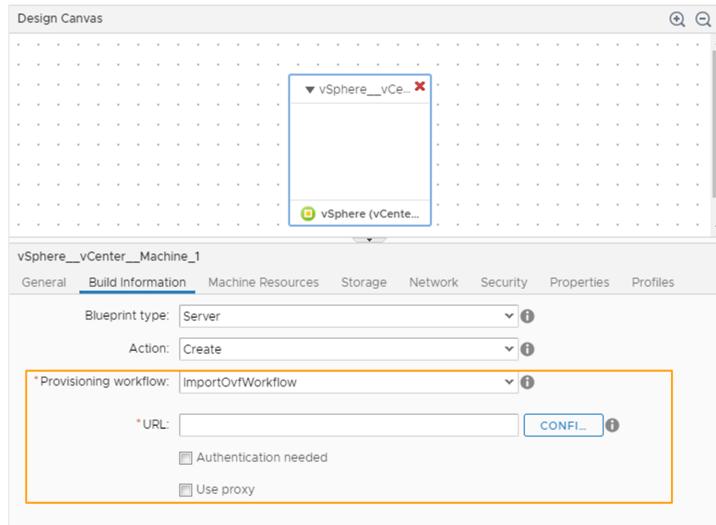 Design Canvas
vSphere__vCe...
vSphere (vCente...
vSphere__vCenter__Machine_1
General Build Information Machine Resources Storage Network Security Properties Profiles
Blueprint type: Server
Action: Create
*Provisioning workflow: ImportOvfWorkflow
*URL: CONFI...
Authentication needed
Use proxy